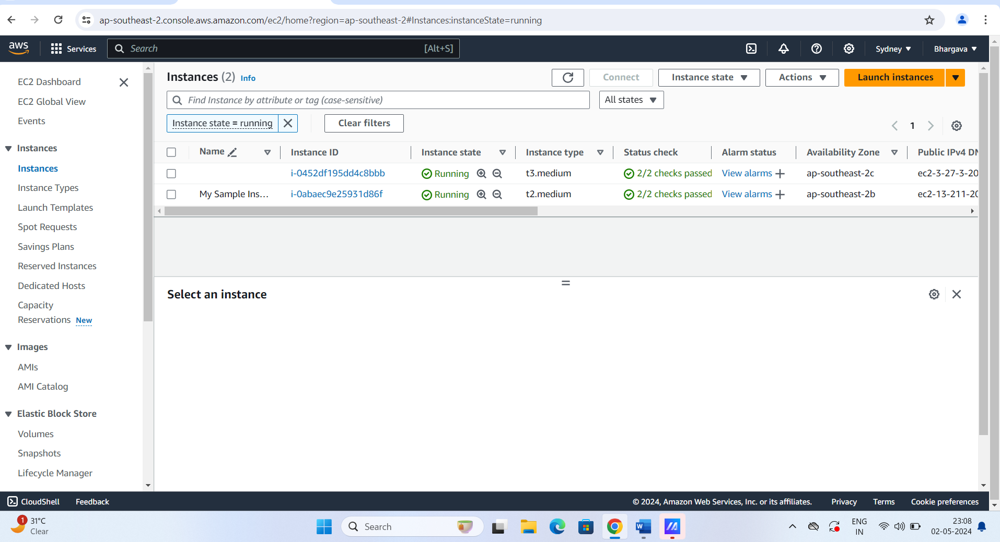 ap-southeast-2.console.aws.amazon.com/ec2/home?region=ap-southeast-2#Instances:instanceState=running
aws Services Search [Alt+S] Sydney Bhargava
EC2 Dashboard
EC2 Global View
Events
Instances
Instances
Instance Types
Launch Templates
Spot Requests
Savings Plans
Reserved Instances
Dedicated Hosts
Capacity
Reservations New
Images
AMIs
AMI Catalog
Elastic Block Store
Volumes
Snapshots
Lifecycle Manager
Instances (2) Info Connect Instance state Actions Launch instances
Find Instance by attribute or tag (case-sensitive) All states
Instance state = running Clear filters 1
Name Instance ID Instance state Instance type Status check Alarm status Availability Zone Public IPv4 DN
i-0452df195dd4c8bbb Running t3.medium 2/2 checks passed View alarms ap-southeast-2c ec2-3-27-3-20
My Sample Ins... i-0abaec9e25931d86f Running t2.medium 2/2 checks passed View alarms ap-southeast-2b ec2-13-211-20
Select an instance
CloudShell Feedback © 2024, Amazon Web Services, Inc. or its affiliates. Privacy Terms Cookie preferences
1 31°C
Clear
Search
ENG
IN
23:08
02-05-2024